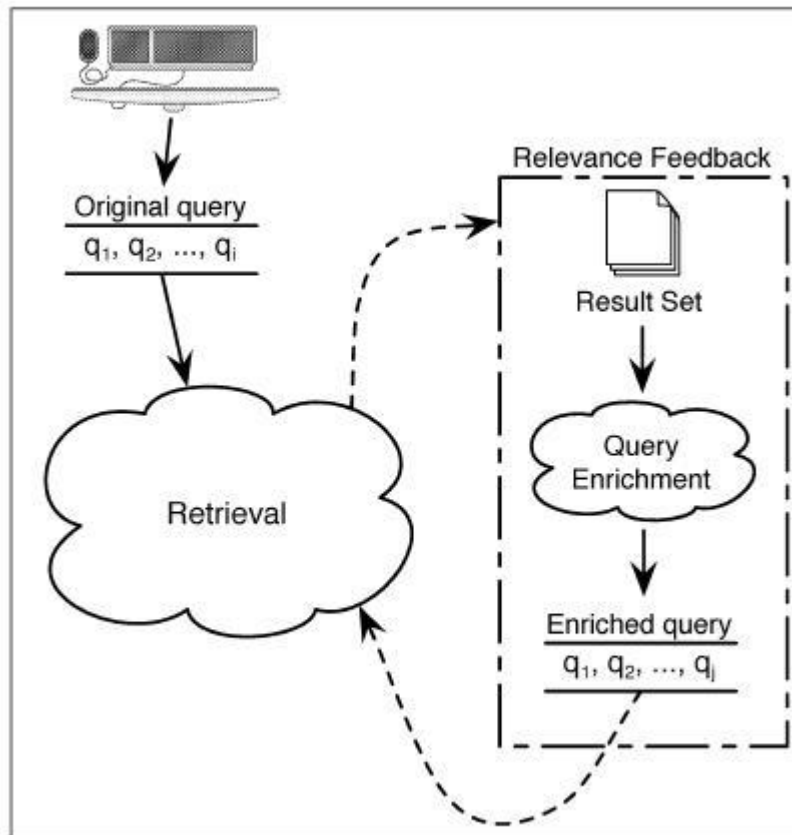 Original query
q₁, q₂, ..., qᵢ
Retrieval
Relevance Feedback
Result Set
Query
Enrichment
Enriched query
q₁, q₂, ..., qⱼ